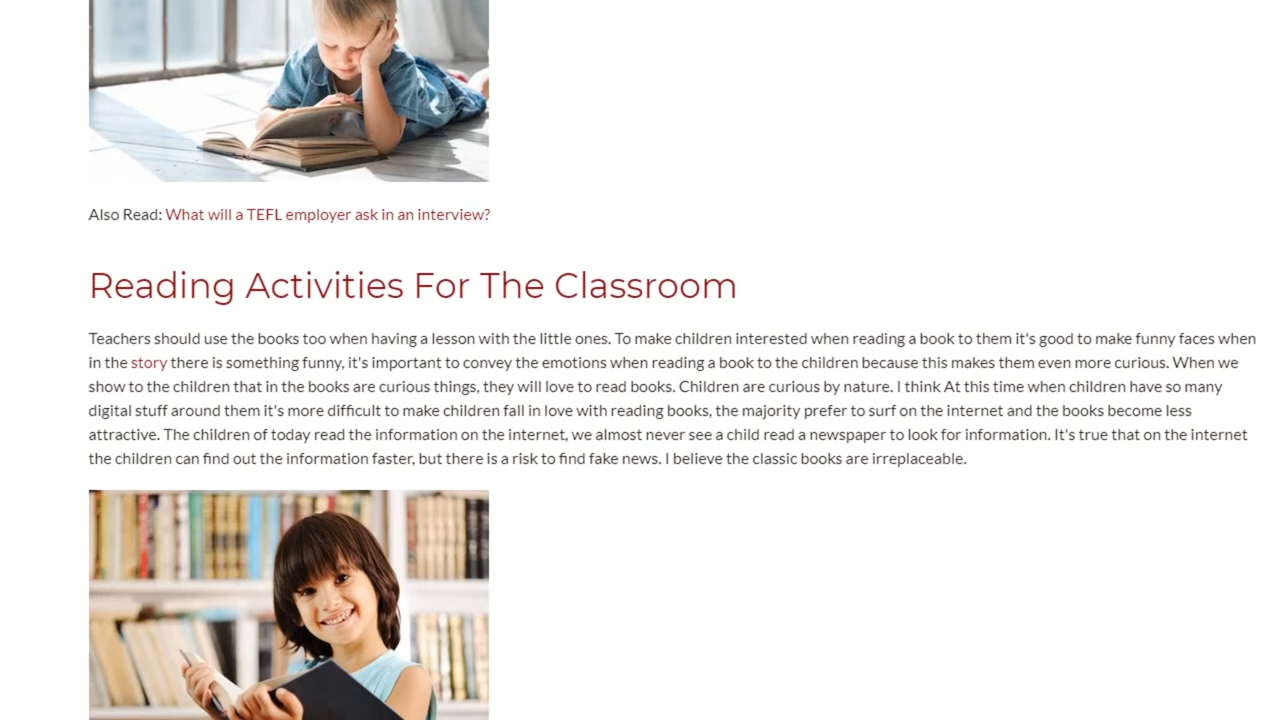 Also Read: What will a TEFL employer ask in an interview?
Reading Activities For The Classroom
Teachers should use the books too when having a lesson with the little ones. To make children interested when reading a book to them it's good to make funny faces when
in the story there is something funny, it's important to convey the emotions when reading a book to the children because this makes them even more curious. When we
show to the children that in the books are curious things, they will love to read books. Children are curious by nature. I think At this time when children have so many
digital stuff around them it's more difficult to make children fall in love with reading books, the majority prefer to surf on the internet and the books become less
attractive. The children of today read the information on the internet, we almost never see a child read a newspaper to look for information. It's true that on the internet
the children can find out the information faster, but there is a risk to find fake news. I believe the classic books are irreplaceable.